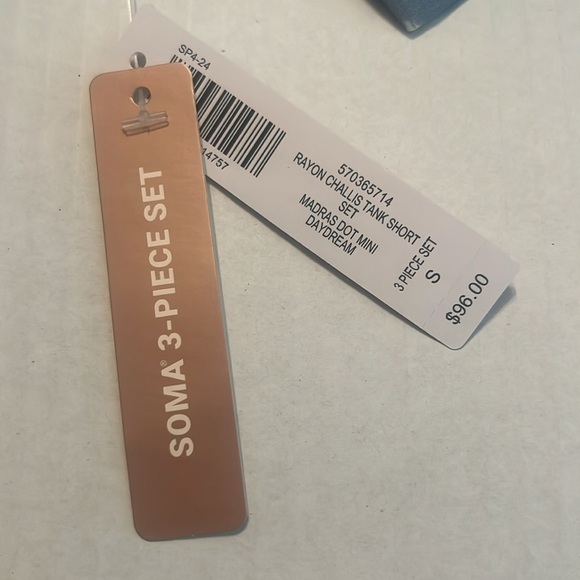 SOMA® 3-PIECE SET
SP4-24
14757
570365714
RAYON CHALLIS TANK SHORT
SET
MADRAS DOT MINI
DAYDREAM
3 PIECE SET
S
$96.00